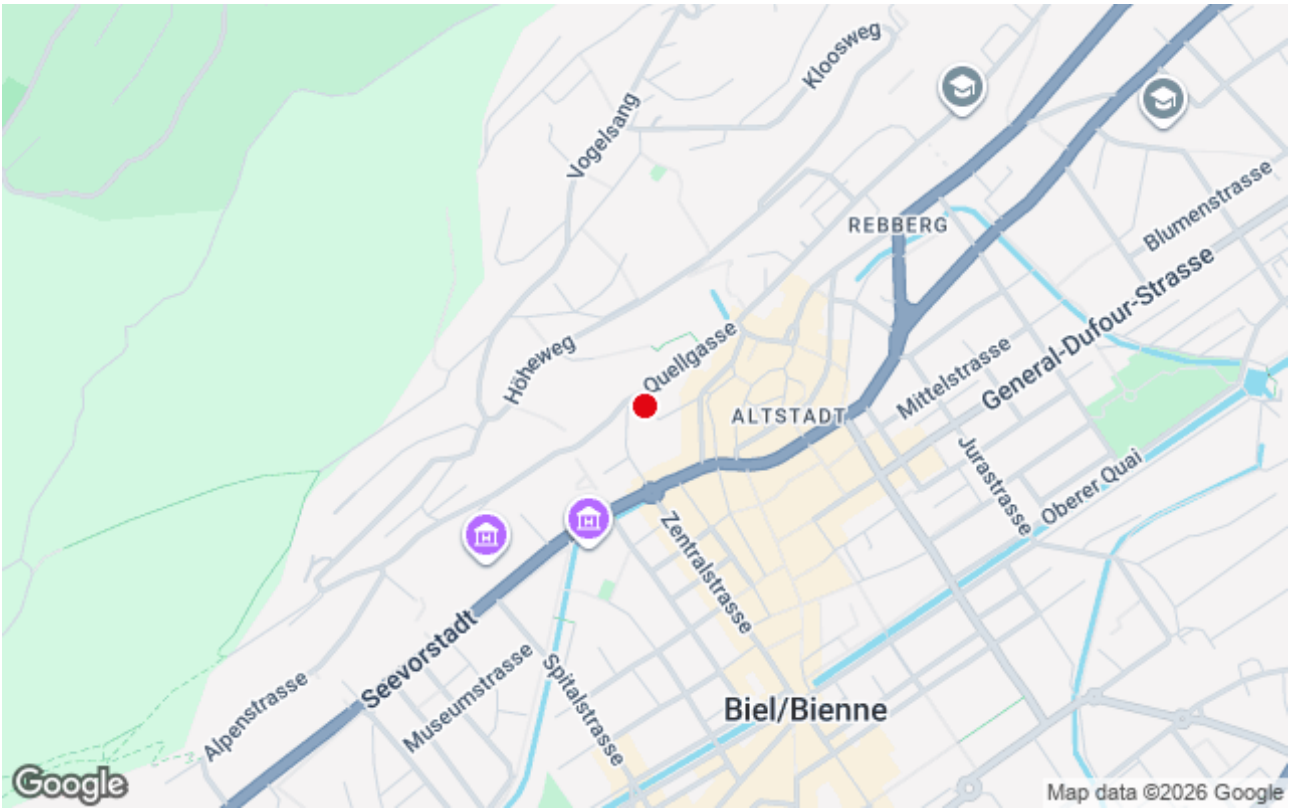 Kloosweg
Vogelsang
REBBERG
Blumenstrasse
General-Dufour-Strasse
Quellgasse
Höheweg
Mittelstrasse
ALTSTADT
Jurastrasse
Oberer Quai
H
H
Zentralstrasse
Seevorstadt
Museumstrasse
Spitalstrasse
Alpenstrasse
Biel/Bienne
Google
Map data ©2026 Google